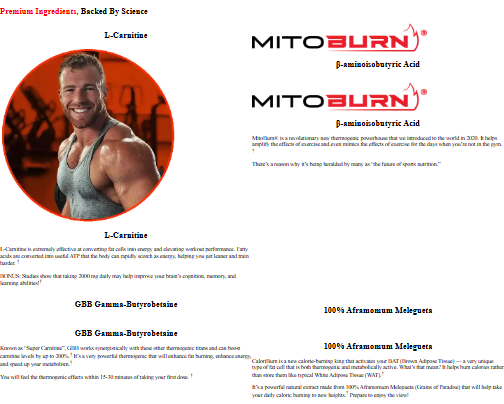 Premium Ingredients, Backed By Science
L-Carnitine
L-Carnitine
L-Carnitine is extremely effective at converting fat cells into energy and elevating workout performance. Fatty
acids are converted into useful ATP that the body can rapidly scorch as energy, helping you get leaner and train
harder. †
BONUS: Studies show that taking 2000 mg daily may help improve your brain's cognition, memory, and
learning abilities!†
GBB Gamma-Butyrobetaine
GBB Gamma-Butyrobetaine
Known as "Super Carnitine", GBB works synergistically with these other thermogenic titans and can boost
carnitine levels by up to 200%.† It's a very powerful thermogenic that will enhance fat burning, enhance energy,
and speed up your metabolism.†
You will feel the thermogenic effects within 15-30 minutes of taking your first dose. †
MITOBURN®
β-aminoisobutyric Acid
MITOBURN®
β-aminoisobutyric Acid
MitoBurn® is a revolutionary new thermogenic powerhouse that we introduced to the world in 2020. It helps
amplify the effects of exercise and even mimics the effects of exercise for the days when you're not in the gym.
†
There's a reason why it's being heralded by many as "the future of sports nutrition."
100% Aframomum Melegueta
100% Aframomum Melegueta
CaloriBurn is a new calorie-burning king that activates your BAT (Brown Adipose Tissue) — a very unique
type of fat cell that is both thermogenic and metabolically active. What's that mean? It helps burn calories rather
than store them like typical White Adipose Tissue (WAT).†
It's a powerful natural extract made from 100% Aframomum Melegueta (Grains of Paradise) that will help take
your daily calorie burning to new heights.† Prepare to enjoy the view!